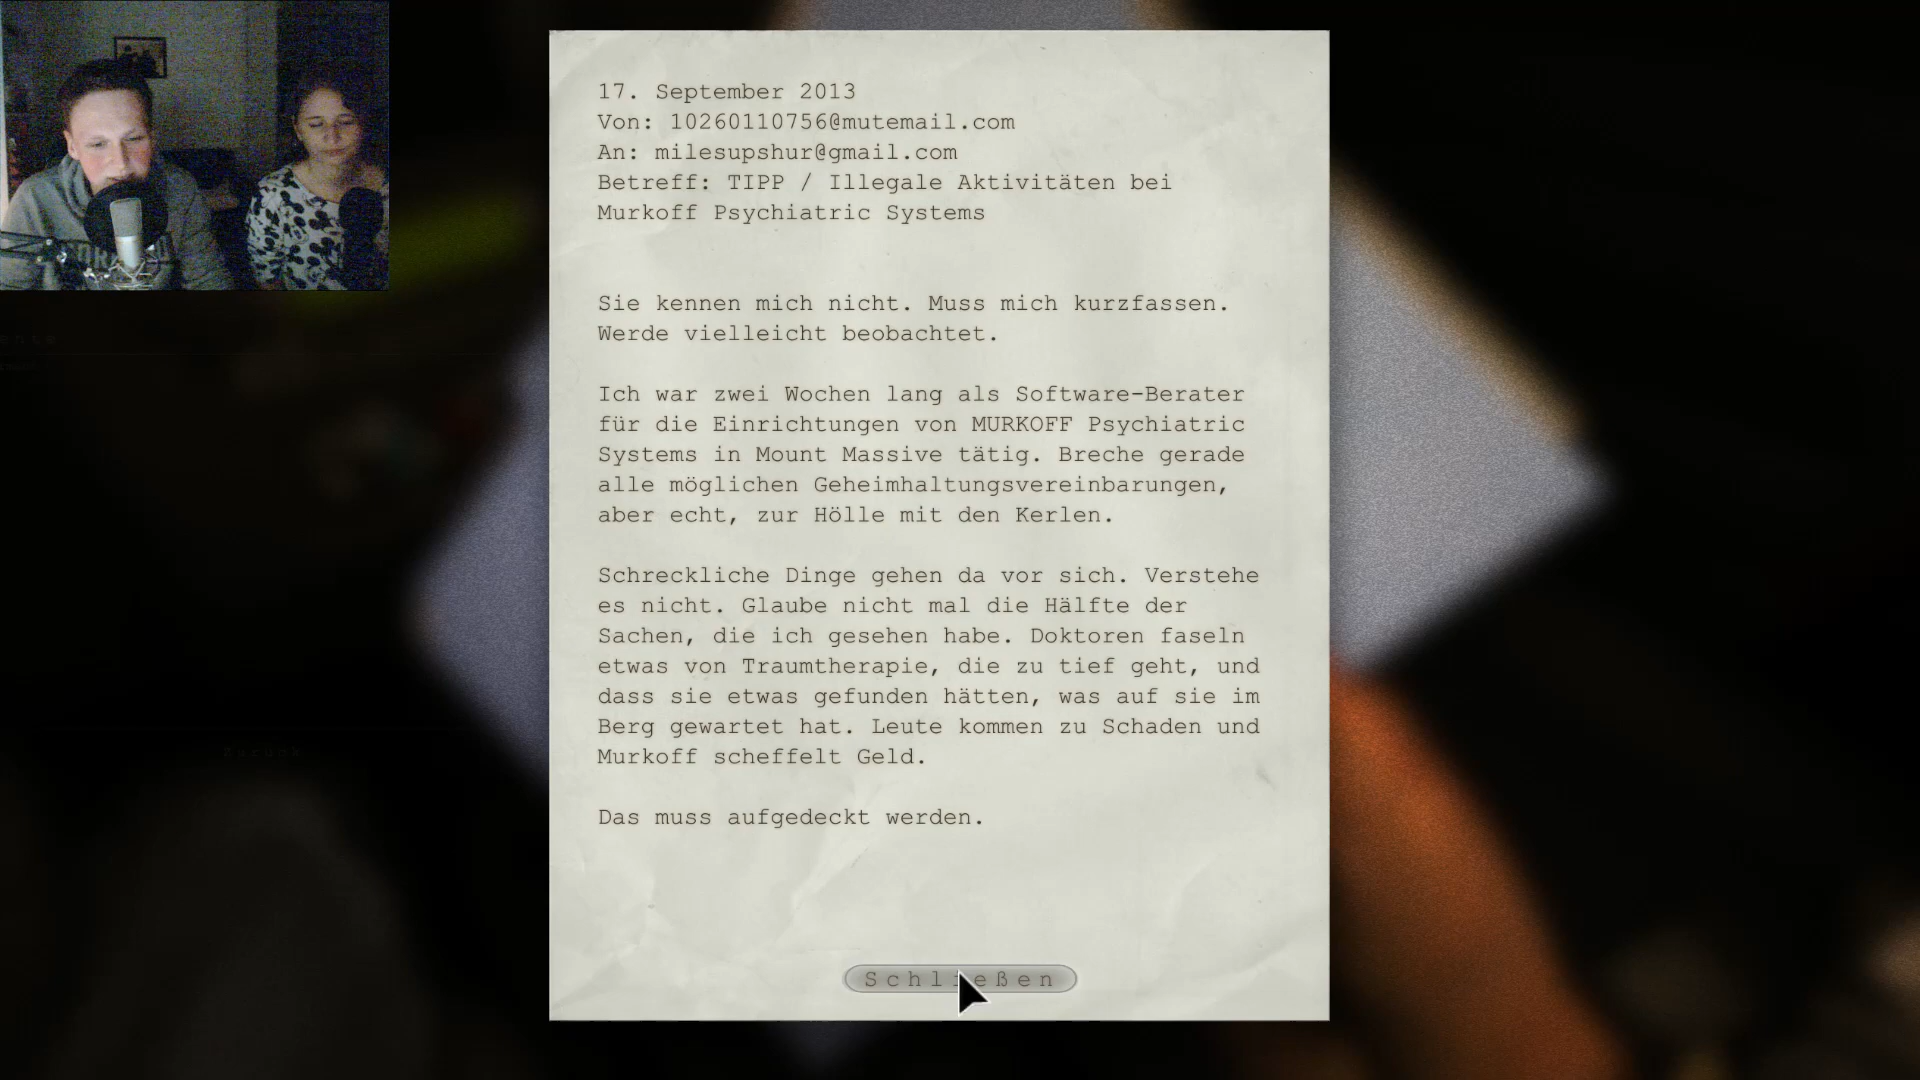 17. September 2013
Von: 10260110756@mutemail.com
An: milesupshur@gmail.com
Betreff: TIPP / Illegale Aktivitäten bei
Murkoff Psychiatric Systems
Sie kennen mich nicht. Muss mich kurzfassen.
Werde vielleicht beobachtet.
Ich war zwei Wochen lang als Software-Berater
für die Einrichtungen von MURKOFF Psychiatric
Systems in Mount Massive tätig. Breche gerade
alle möglichen Geheimhaltungsvereinbarungen,
aber echt, zur Hölle mit den Kerlen.
Schreckliche Dinge gehen da vor sich. Verstehe
es nicht. Glaube nicht mal die Hälfte der
Sachen, die ich gesehen habe. Doktoren faseln
etwas von Traumtherapie, die zu tief geht, und
dass sie etwas gefunden hätten, was auf sie im
Berg gewartet hat. Leute kommen zu Schaden und
Murkoff scheffelt Geld.
Das muss aufgedeckt werden.
Zurück
Schließen